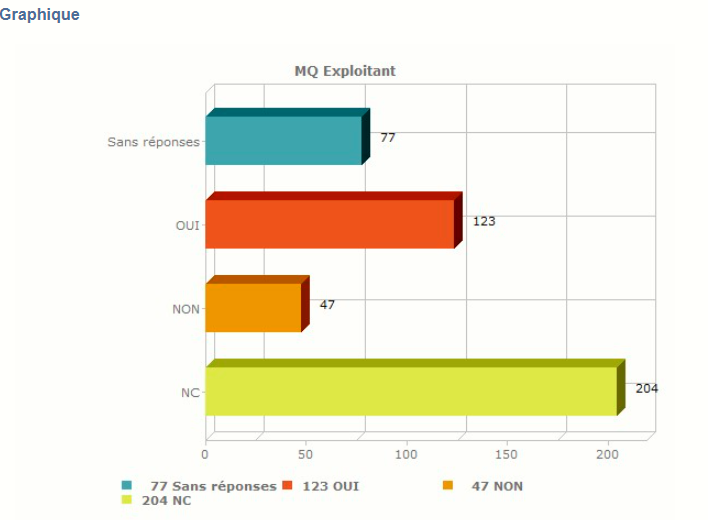 Graphique
MQ Exploitant
Sans réponses
77
OUI
123
NON
47
NC
204
0 50 100 150 200
77 Sans réponses 123 OUI 47 NON
204 NC